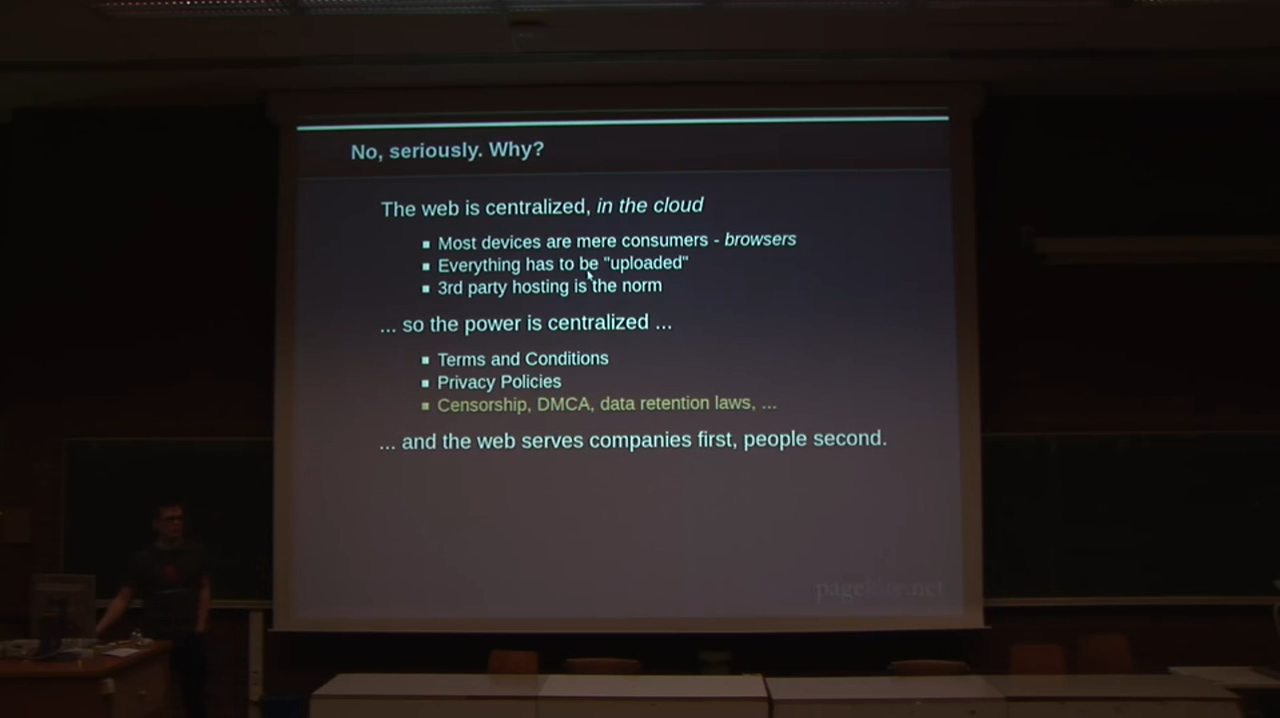 No, seriously. Why?
The web is centralized, in the cloud
Most devices are mere consumers - browsers
Everything has to be "uploaded"
3rd party hosting is the norm
... so the power is centralized ...
Terms and Conditions
Privacy Policies
Censorship, DMCA, data retention laws, ...
... and the web serves companies first, people second.
pagekite.net